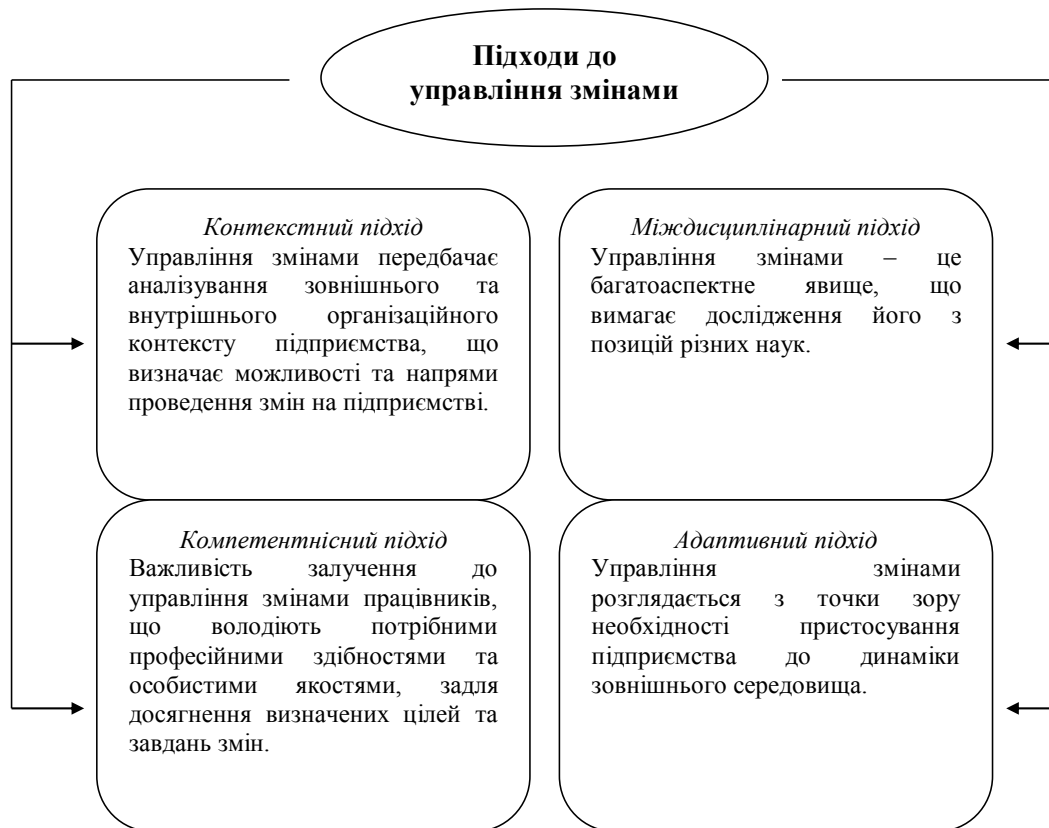 Підходи до
управління змінами
Контекстний підхід
Управління змінами передбачає
аналізування зовнішнього та
внутрішнього організаційного
контексту підприємства, що
визначає можливості та напрями
проведення змін на підприємстві.
Міждисциплінарний підхід
Управління змінами – це
багатоаспектне явище, що
вимагає дослідження його з
позицій різних наук.
Компетентнісний підхід
Важливість залучення до
управління змінами працівників,
що володіють потрібними
професійними здібностями та
особистими якостями, задля
досягнення визначених цілей та
завдань змін.
Адаптивний підхід
Управління змінами
розглядається з точки зору
необхідності пристосування
підприємства до динаміки
зовнішнього середовища.